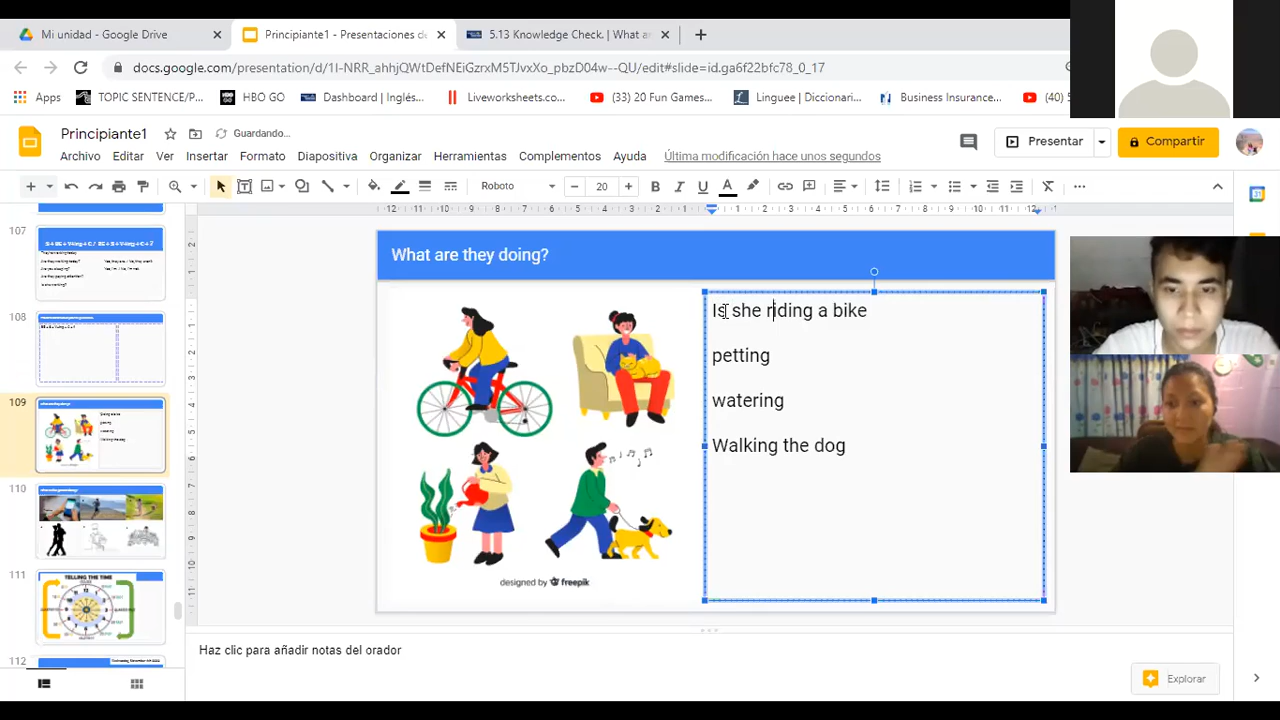 Mi unidad - Google Drive
Principiante1 - Presentaciones de
5.13 Knowledge Check. | What ar
docs.google.com/presentation/d/1I-NRR_ahhjQWtDefNEiGzrxM5TJvxXo_pbzD04w--QU/edit#slide=id.ga6f22bfc78_0_17
Apps
TOPIC SENTENCE/P...
HBO GO
Dashboard | Inglés...
Liveworksheets.co...
(33) 20 Fun Games...
Linguee | Diccionari...
Business Insurance...
(40)
Principiante1
Guardando...
Presentar
Compartir
Archivo Editar Ver Insertar Formato Diapositiva Organizar Herramientas Complementos Ayuda
Última modificación hace unos segundos
Roboto
20
107
108
109
110
111
TELLING THE TIME
112
What are they doing?
Is she riding a bike
petting
watering
Walking the dog
designed by freepik
Haz clic para añadir notas del orador
Explorar